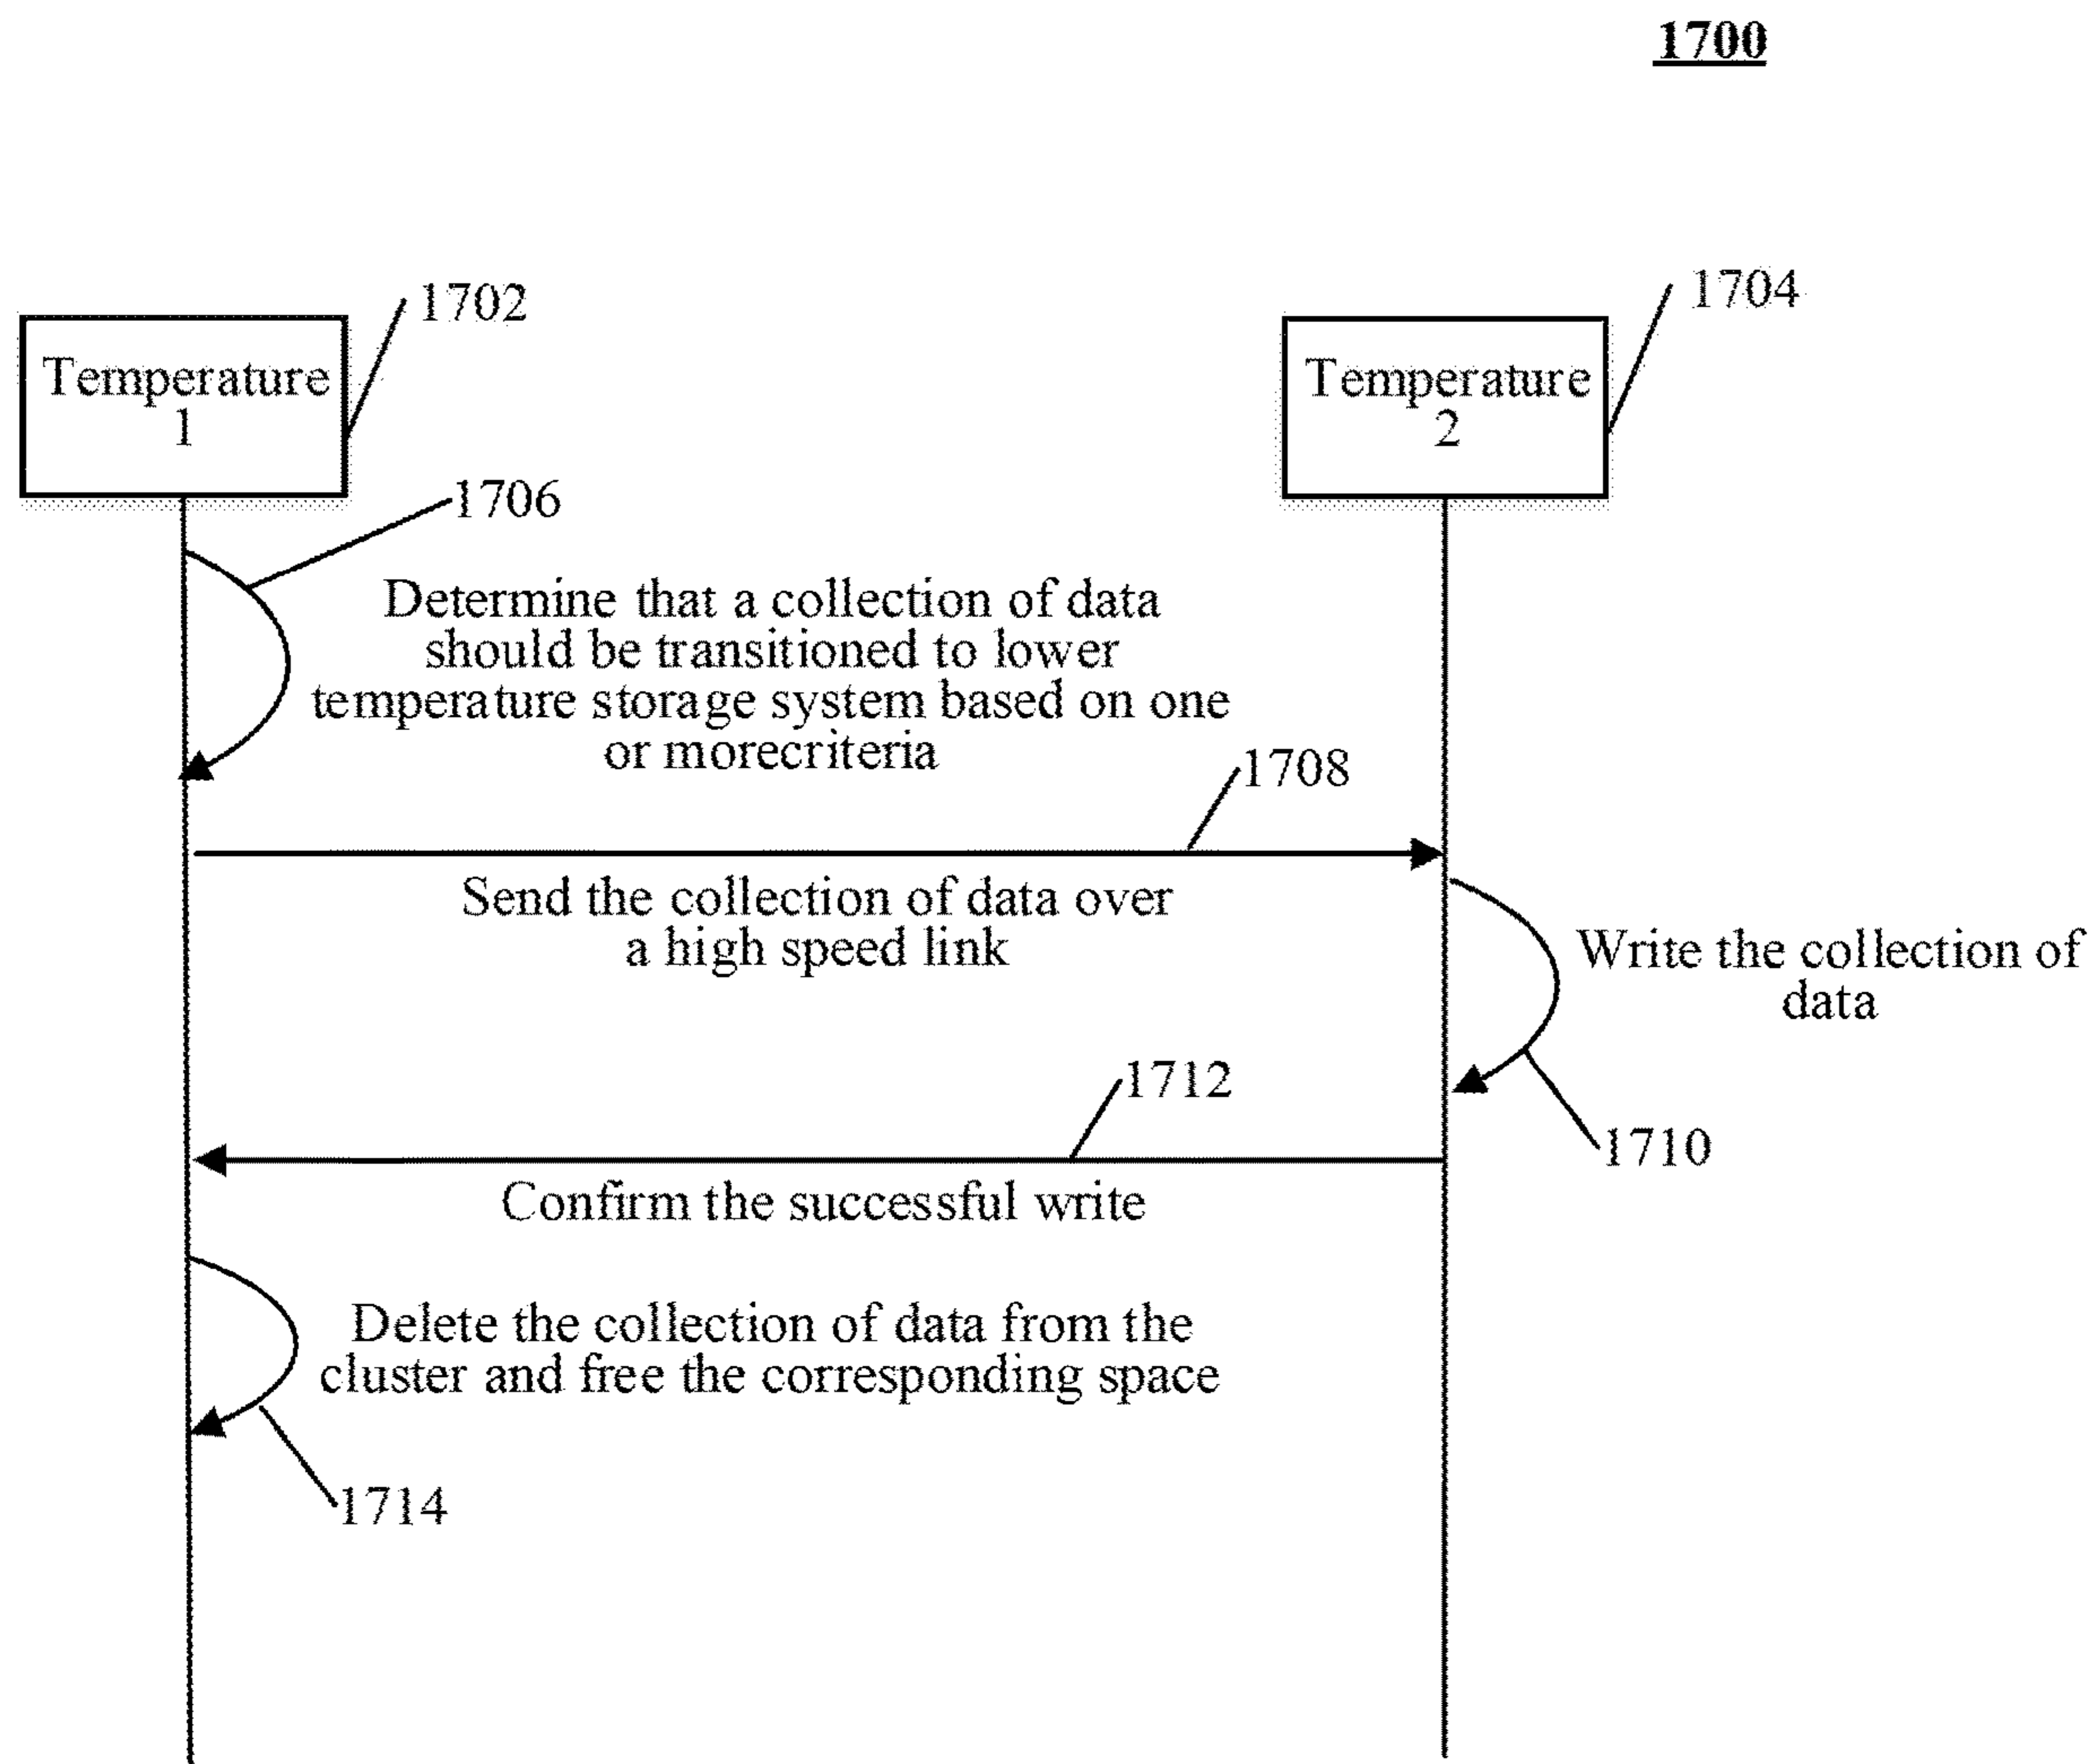 1700
1702
1704
Temperature
1
Temperature
2
1706
Determine that a collection of data
should be transitioned to lower
temperature storage system based on one
or morecriteria
1708
Send the collection of data over
a high speed link
Write the collection of
data
1712
1710
Confirm the successful write
Delete the collection of data from the
cluster and free the corresponding space
1714